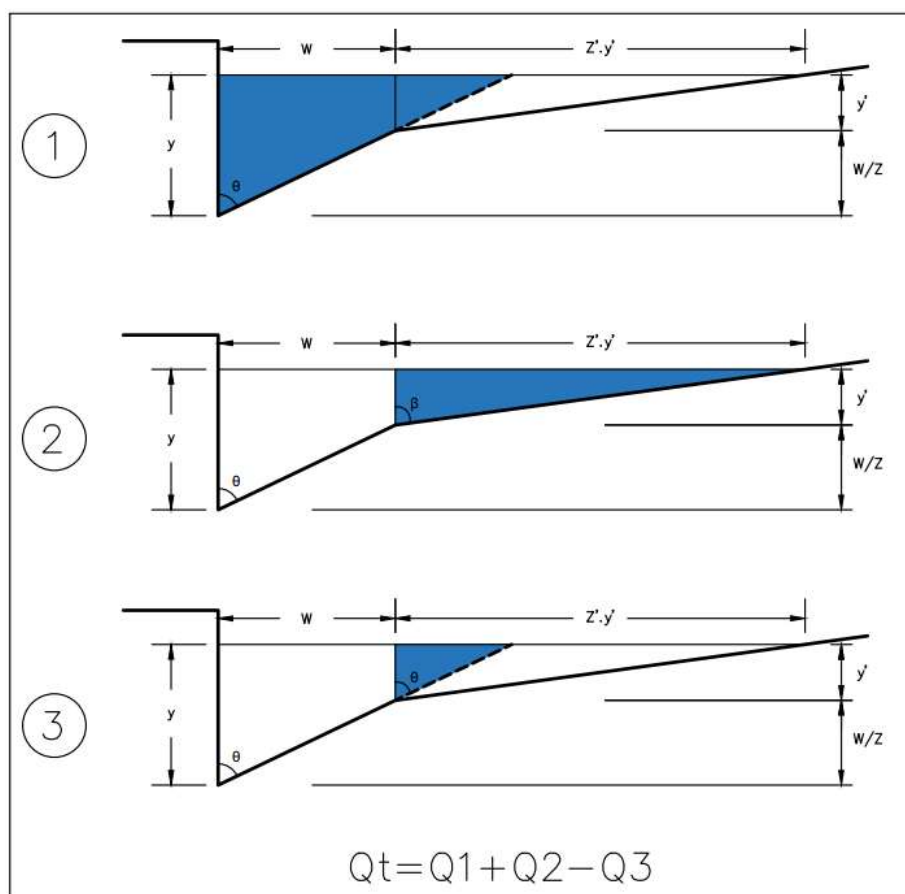 W Z'.y'
y'
1 y θ
W/Z
W Z'.y'
β y'
2 y θ
W/Z
W Z'.y'
θ y'
3 y θ
W/Z
Qt=Q1+Q2-Q3